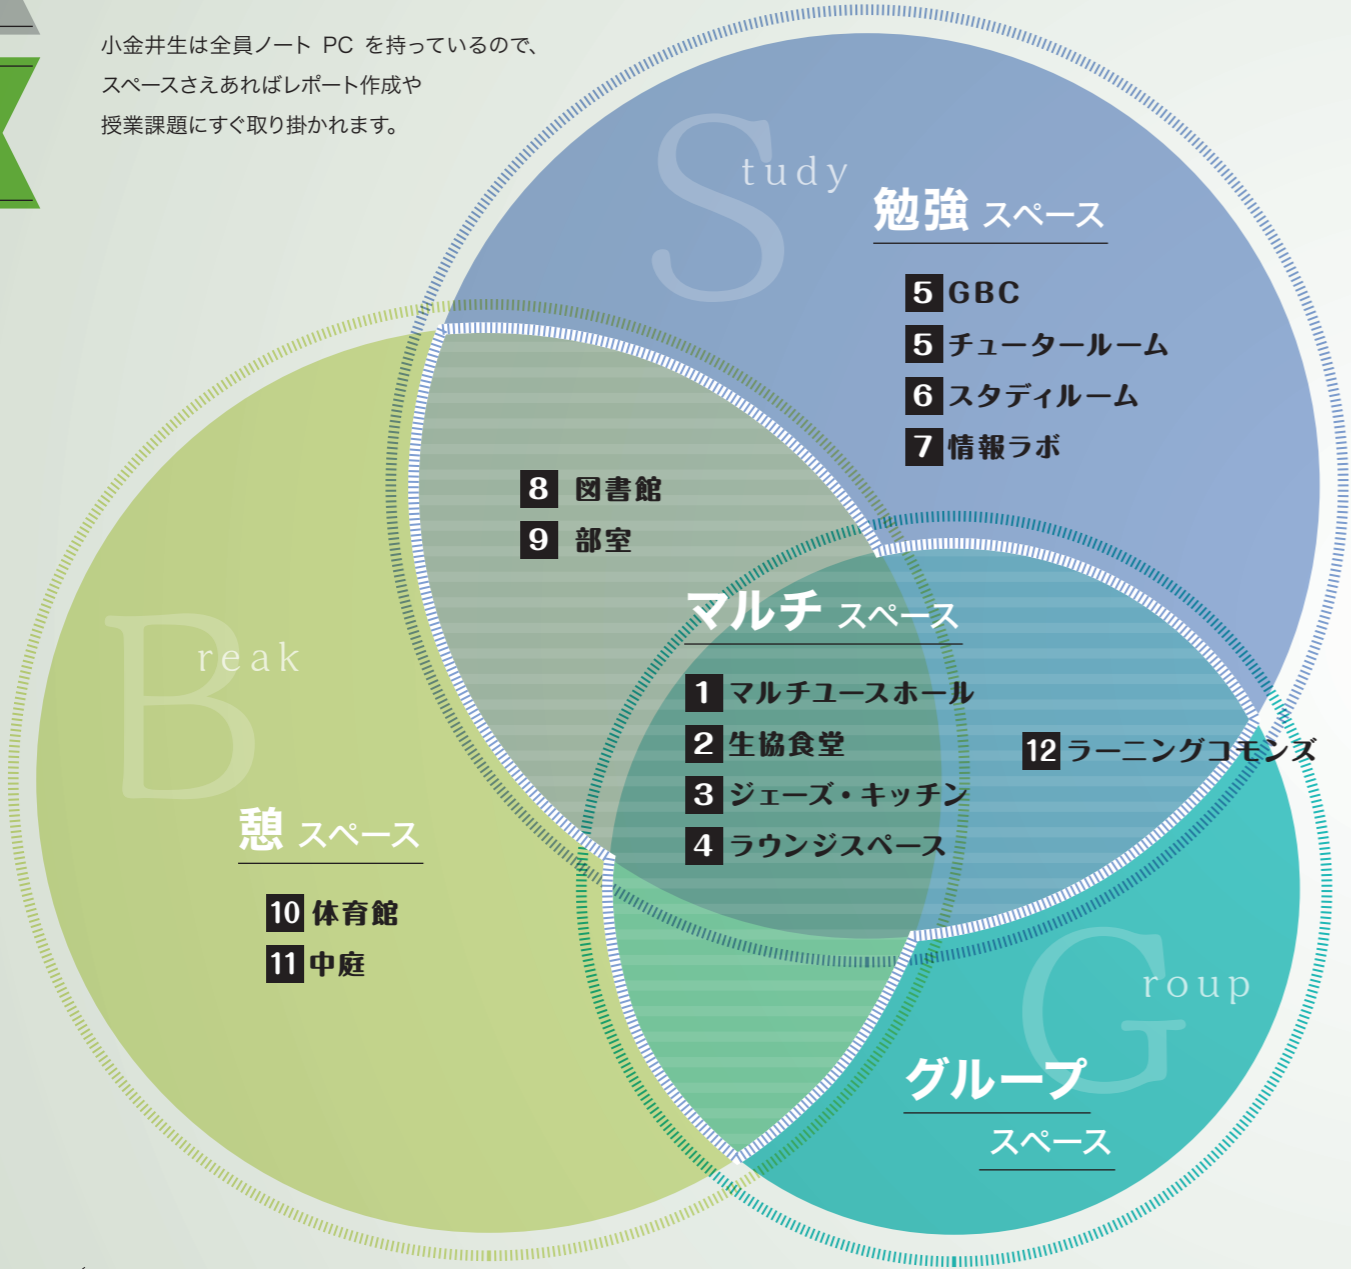 小金井生は全員ノート PC を持っているので、
スペースさえあればレポート作成や
授業課題にすぐ取り掛かれます。
Study
勉強 スペース
5 GBC
5 チュータールーム
6 スタディルーム
7 情報ラボ
8 図書館
9 部室
マルチ スペース
1 マルチユースホール
2 生協食堂
3 ジェーズ・キッチン
4 ラウンジスペース
12 ラーニングコモンズ
Break
憩 スペース
10 体育館
11 中庭
Group
グループ
スペース